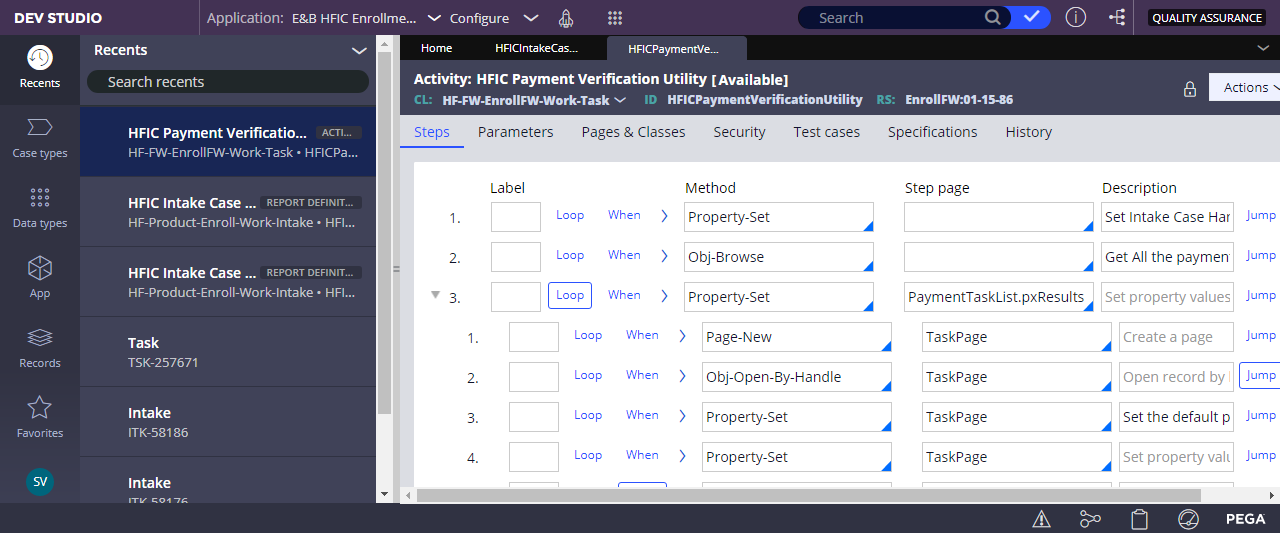 DEV STUDIO
Application: E&B HFIC Enrollme...
Configure
Search
QUALITY ASSURANCE
Recents
Case types
Data types
App
Records
Favorites
SV
Recents
Search recents
HFIC Payment Verificatio... ACTI...
HF-FW-EnrollFW-Work-Task • HFICPa...
HFIC Intake Case ... REPORT DEFINIT...
HF-Product-Enroll-Work-Intake • HFI...
HFIC Intake Case ... REPORT DEFINIT...
HF-Product-Enroll-Work-Intake • HFI...
Task
TSK-257671
Intake
ITK-58186
Intake
ITK-58176
Home HFICIntakeCas... HFICPaymentVe...
Activity: HFIC Payment Verification Utility [Available]
CL: HF-FW-EnrollFW-Work-Task ID HFICPaymentVerificationUtility RS: EnrollFW:01-15-86
Actions
Steps Parameters Pages & Classes Security Test cases Specifications History
Label Method Step page Description
1. Loop When Property-Set Set Intake Case Har Jump
2. Loop When Obj-Browse Get All the payment Jump
3. Loop When Property-Set PaymentTaskList.pxResults Set property values Jump
1. Loop When Page-New TaskPage Create a page Jump
2. Loop When Obj-Open-By-Handle TaskPage Open record by Jump
3. Loop When Property-Set TaskPage Set the default p Jump
4. Loop When Property-Set TaskPage Set property valu Jump
PEGA